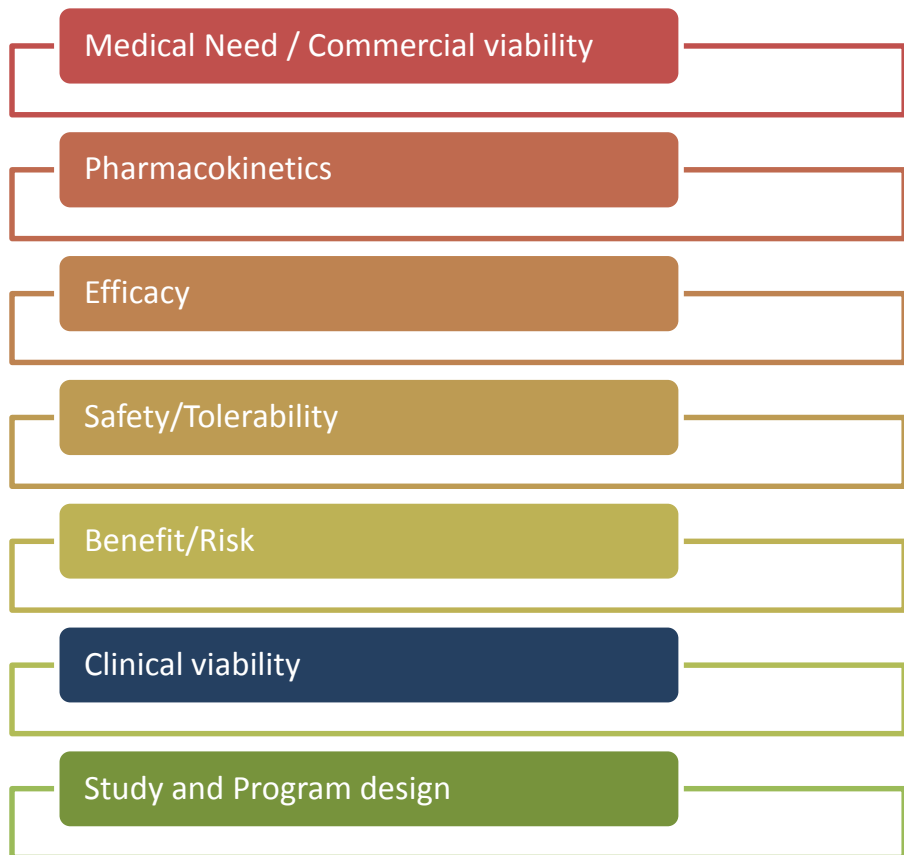 Medical Need / Commercial viability
Pharmacokinetics
Efficacy
Safety/Tolerability
Benefit/Risk
Clinical viability
Study and Program design